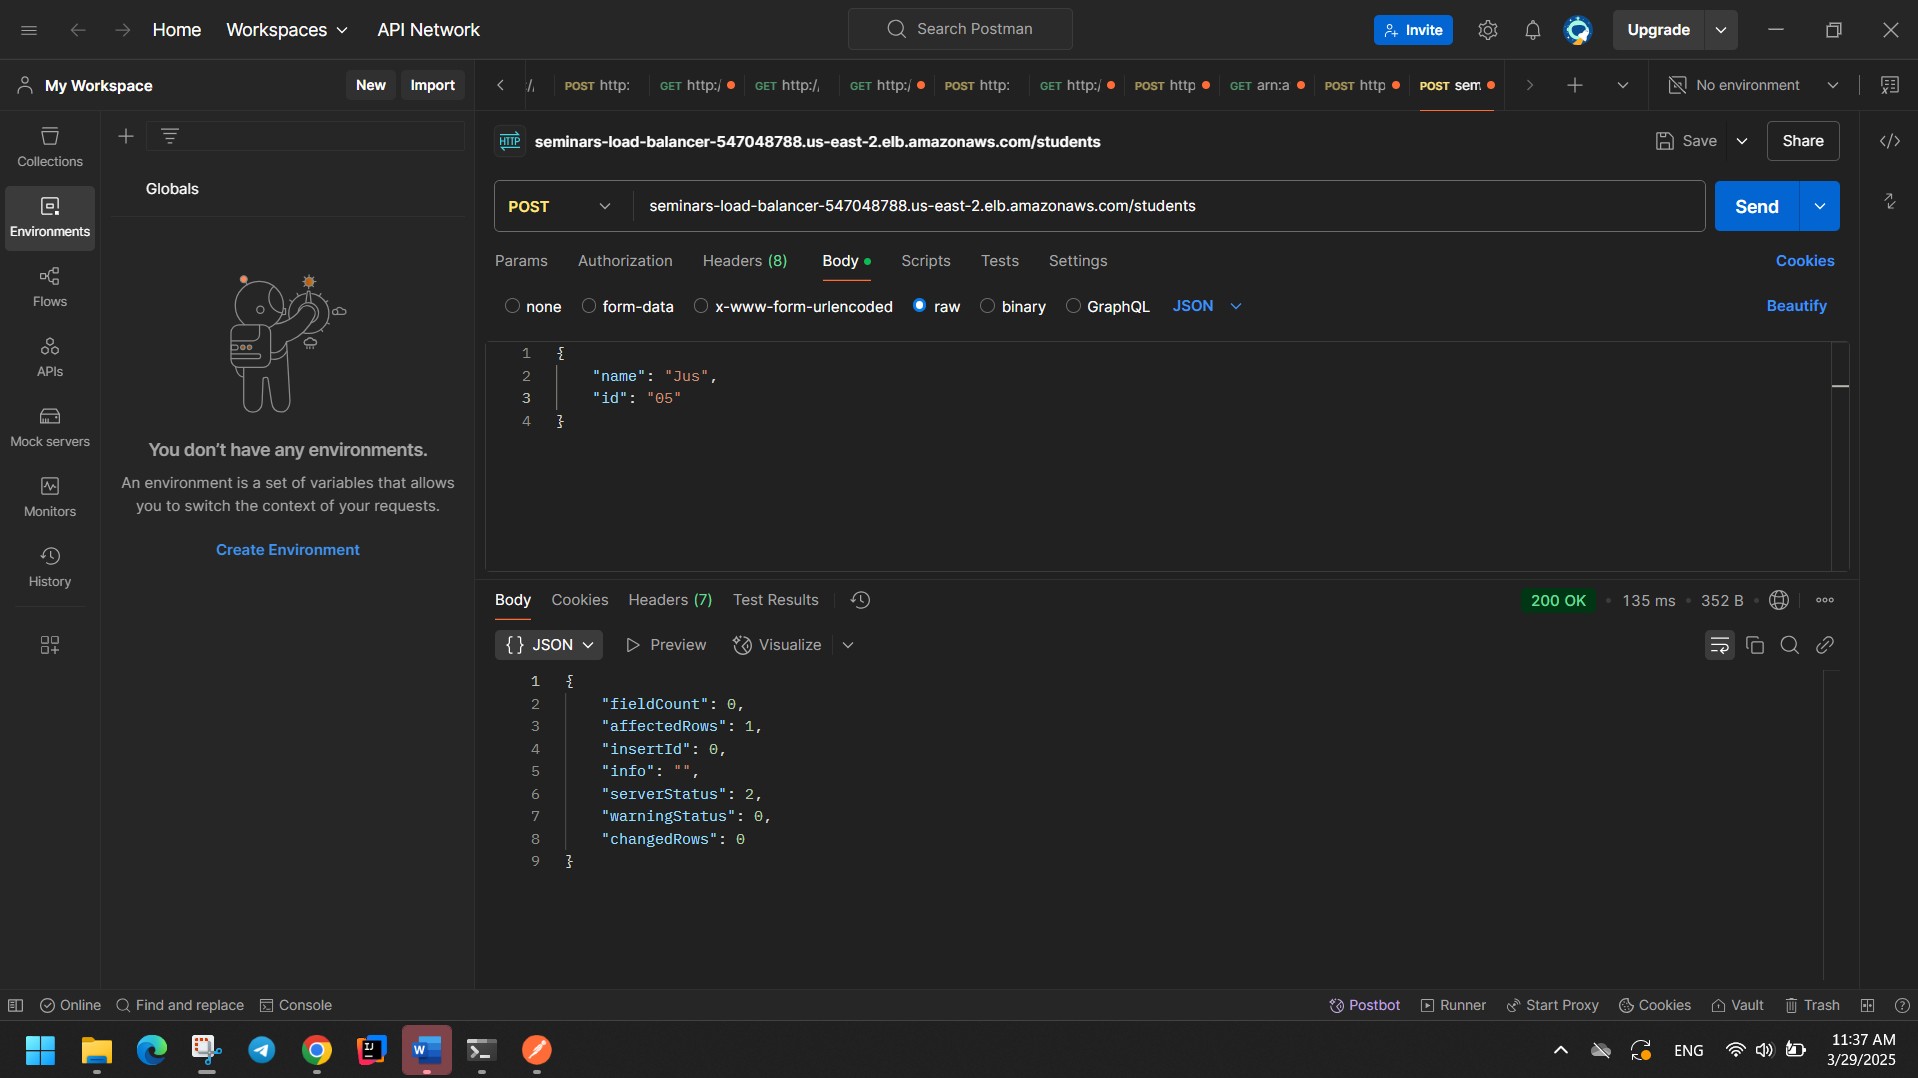 Home Workspaces API Network Search Postman Invite Upgrade
My Workspace New Import POST http: GET http:/ GET http:/, GET http:/ POST http: GET http:/ POST http GET arn:a POST http POST sem No environment
Collections
Environments
Flows
APIs
Mock servers
Monitors
History
Globals
You don't have any environments.
An environment is a set of variables that allows
you to switch the context of your requests.
Create Environment
HTTP seminars-load-balancer-547048788.us-east-2.elb.amazonaws.com/students Save Share
POST seminars-load-balancer-547048788.us-east-2.elb.amazonaws.com/students Send
Params Authorization Headers (8) Body Scripts Tests Settings Cookies
none form-data x-www-form-urlencoded raw binary GraphQL JSON Beautify
1 {
2 "name": "Jus",
3 "id": "05"
4 }
Body Cookies Headers (7) Test Results 200 OK 135 ms 352 B
{} JSON Preview Visualize
1 {
2 "fieldCount": 0,
3 "affectedRows": 1,
4 "insertId": 0,
5 "info": "",
6 "serverStatus": 2,
7 "warningStatus": 0,
8 "changedRows": 0
9 }
Online Find and replace Console Postbot Runner Start Proxy Cookies Vault Trash
ENG 11:37 AM
3/29/2025